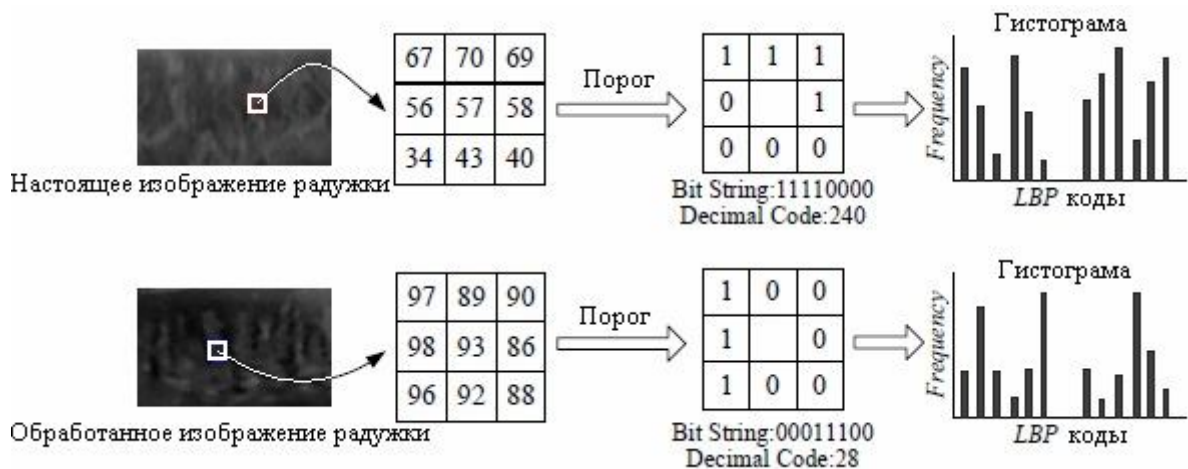 Гистограма
67 70 69
Порог
1 1 1
56 57 58
0 1
34 43 40
0 0 0
Frequency
Настоящее изображение радужки
Bit String:11110000
Decimal Code:240
LBP коды
Гистограма
97 89 90
Порог
1 0 0
98 93 86
1 0
96 92 88
1 0 0
Frequency
Обработанное изображение радужки
Bit String:00011100
Decimal Code:28
LBP коды